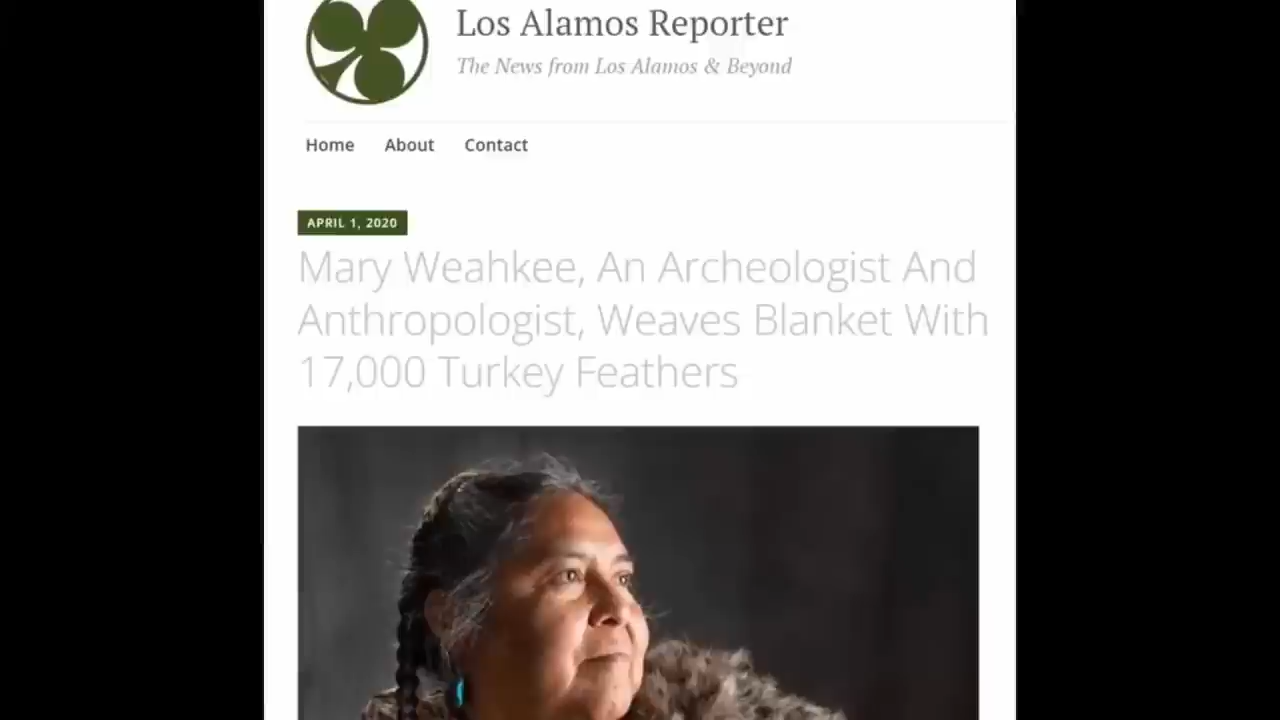 Los Alamos Reporter
The News from Los Alamos & Beyond
Home About Contact
APRIL 1, 2020
Mary Weahkee, An Archeologist And
Anthropologist, Weaves Blanket With
17,000 Turkey Feathers